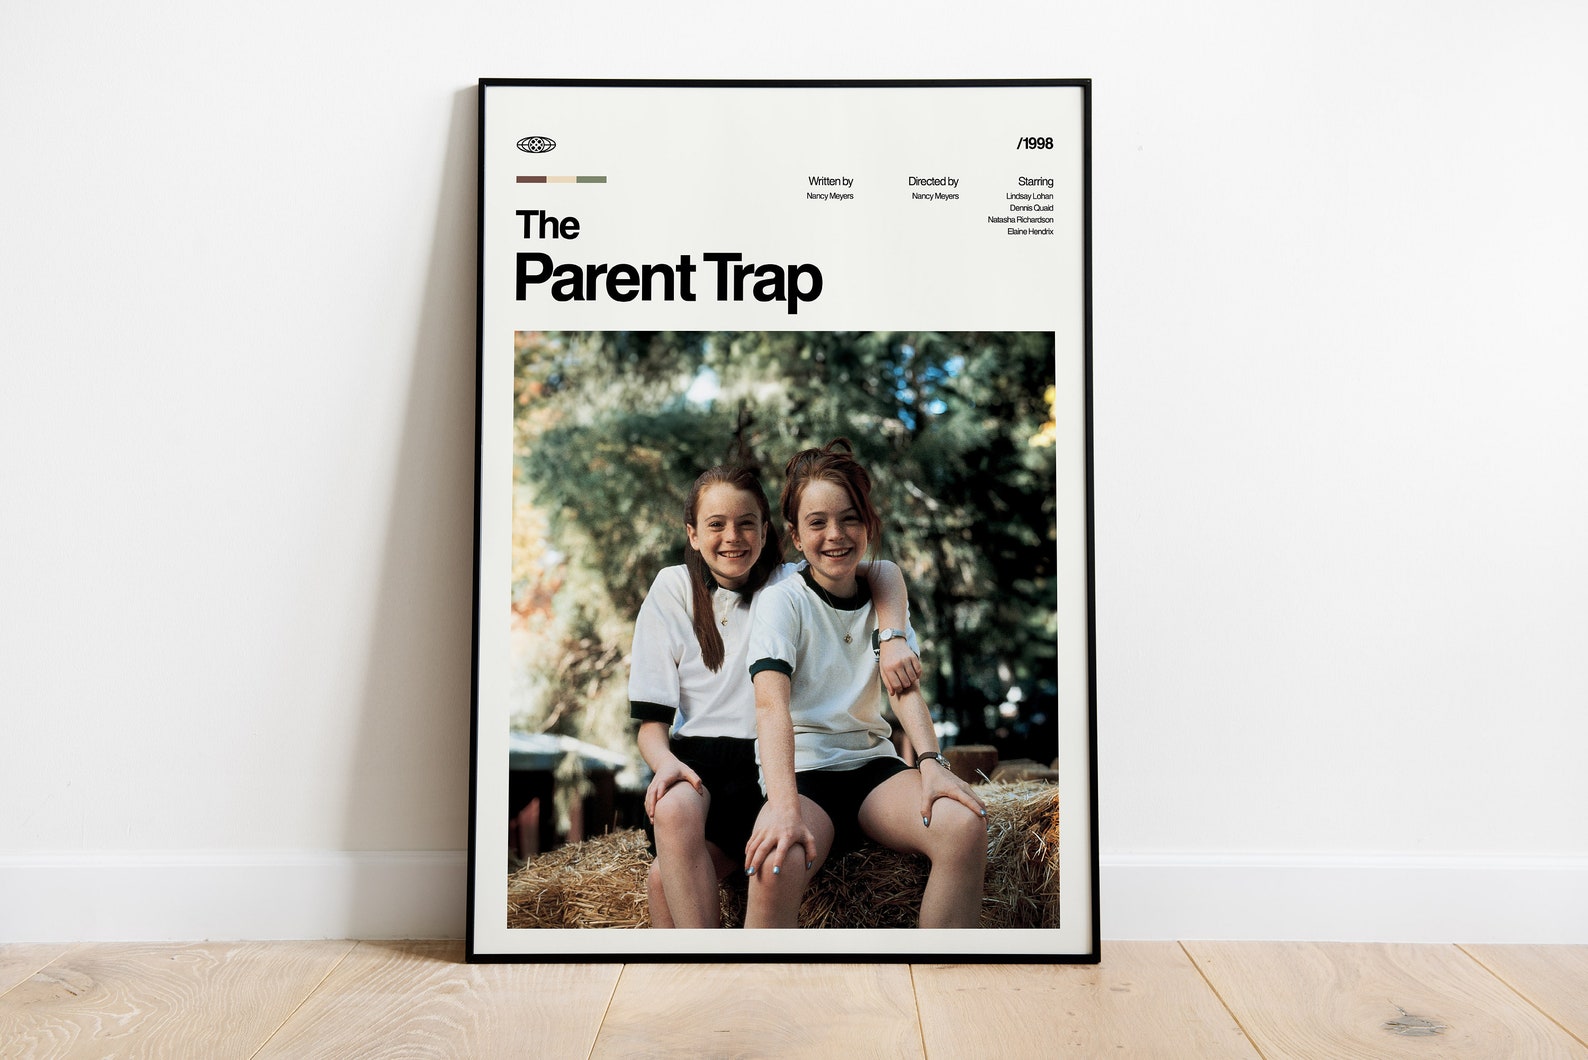 /1998
Written by
Nancy Meyers
Directed by
Nancy Meyers
Starring
Lindsay Lohan
Dennis Quaid
Natasha Richardson
Elaine Hendrix
The
Parent Trap